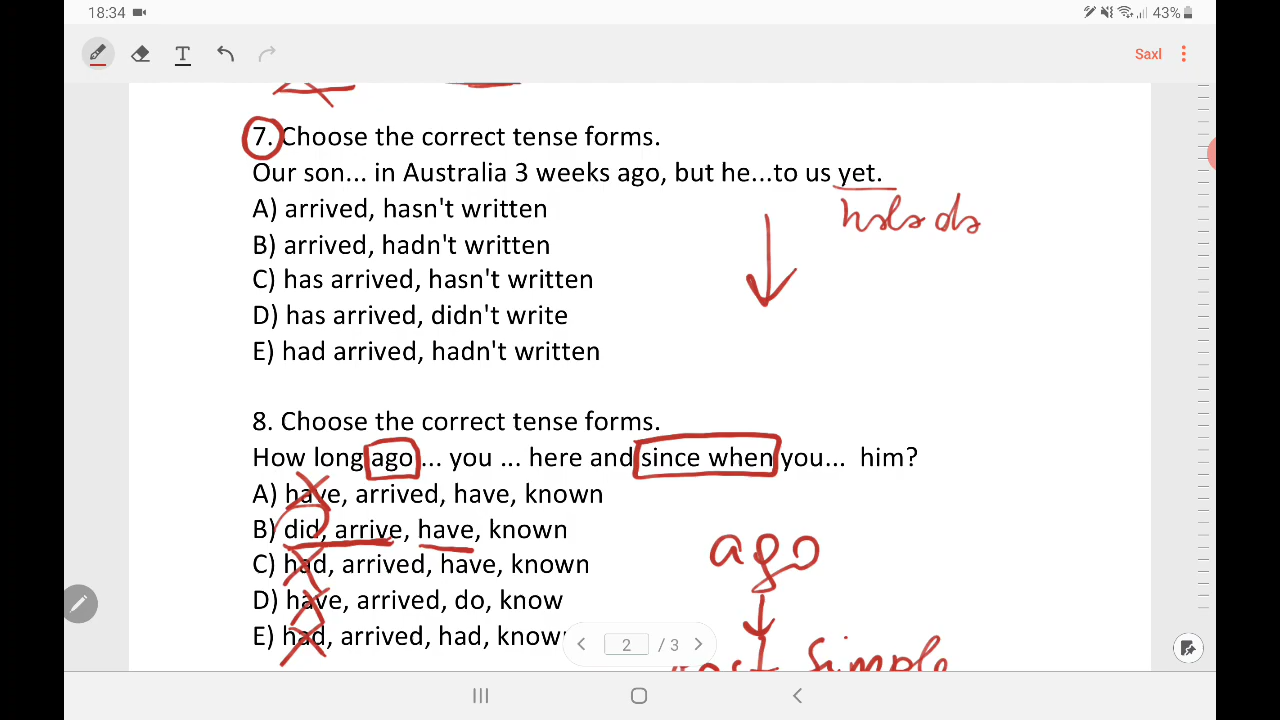 18:34
43%
T
Saxl
7. Choose the correct tense forms.
Our son... in Australia 3 weeks ago, but he...to us yet.
hələ də
A) arrived, hasn't written
B) arrived, hadn't written
C) has arrived, hasn't written
D) has arrived, didn't write
E) had arrived, hadn't written
8. Choose the correct tense forms.
How long ago ... you ... here and since when you... him?
A) have, arrived, have, known
B) did, arrive, have, known
C) had, arrived, have, known
D) have, arrived, do, know
E) had, arrived, had, known
ago
simple
2 / 3